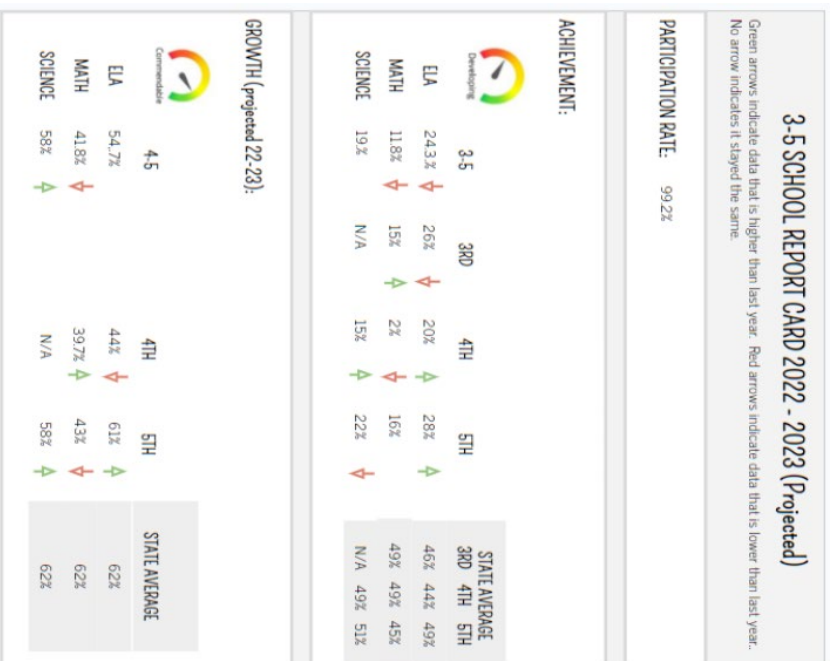 3-5 SCHOOL REPORT CARD 2022 - 2023 (Projected)
Green arrows indicate data that is higher than last year. Red arrows indicate data that is lower than last year..
No arrow indicates it stayed the same.
PARTICIPATION RATE: 99.2%
ACHIEVEMENT:
STATE AVERAGE
Developing 3-5 3RD 4TH 5TH 3RD 4TH 5TH
ELA 24.3% 26% 20% 28% 46% 44% 49%
MATH 11.8% 15% 2% 16% 49% 49% 45%
SCIENCE 19% N/A 15% 22% N/A 49% 51%
GROWTH (projected 22-23):
Commendable 4-5 4TH 5TH STATE AVERAGE
ELA 54.7% 44% 61% 62%
MATH 41.8% 39.7% 43% 62%
SCIENCE 58% N/A 58% 62%